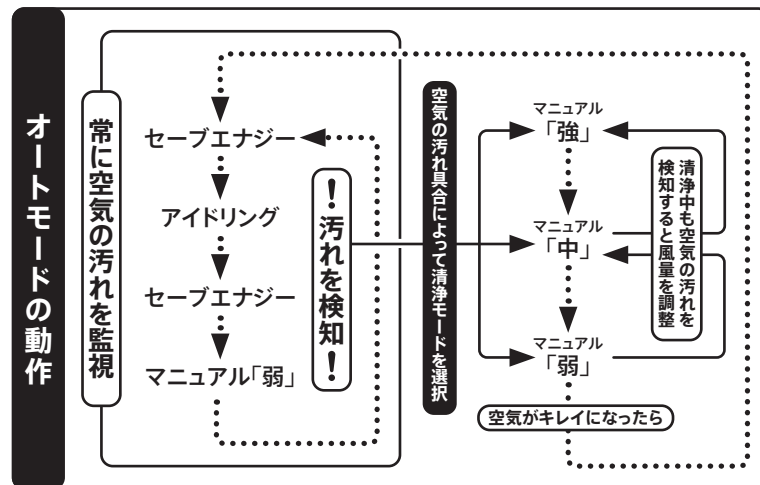 オートモードの動作
常に空気の汚れを監視
セーブエナジー
アイドリング
セーブエナジー
マニュアル「弱」
！汚れを検知！
空気の汚れ具合によって清浄モードを選択
マニュアル
「強」
マニュアル
「中」
マニュアル
「弱」
清浄中も空気の汚れを
検知すると風量を調整
空気がキレイになったら